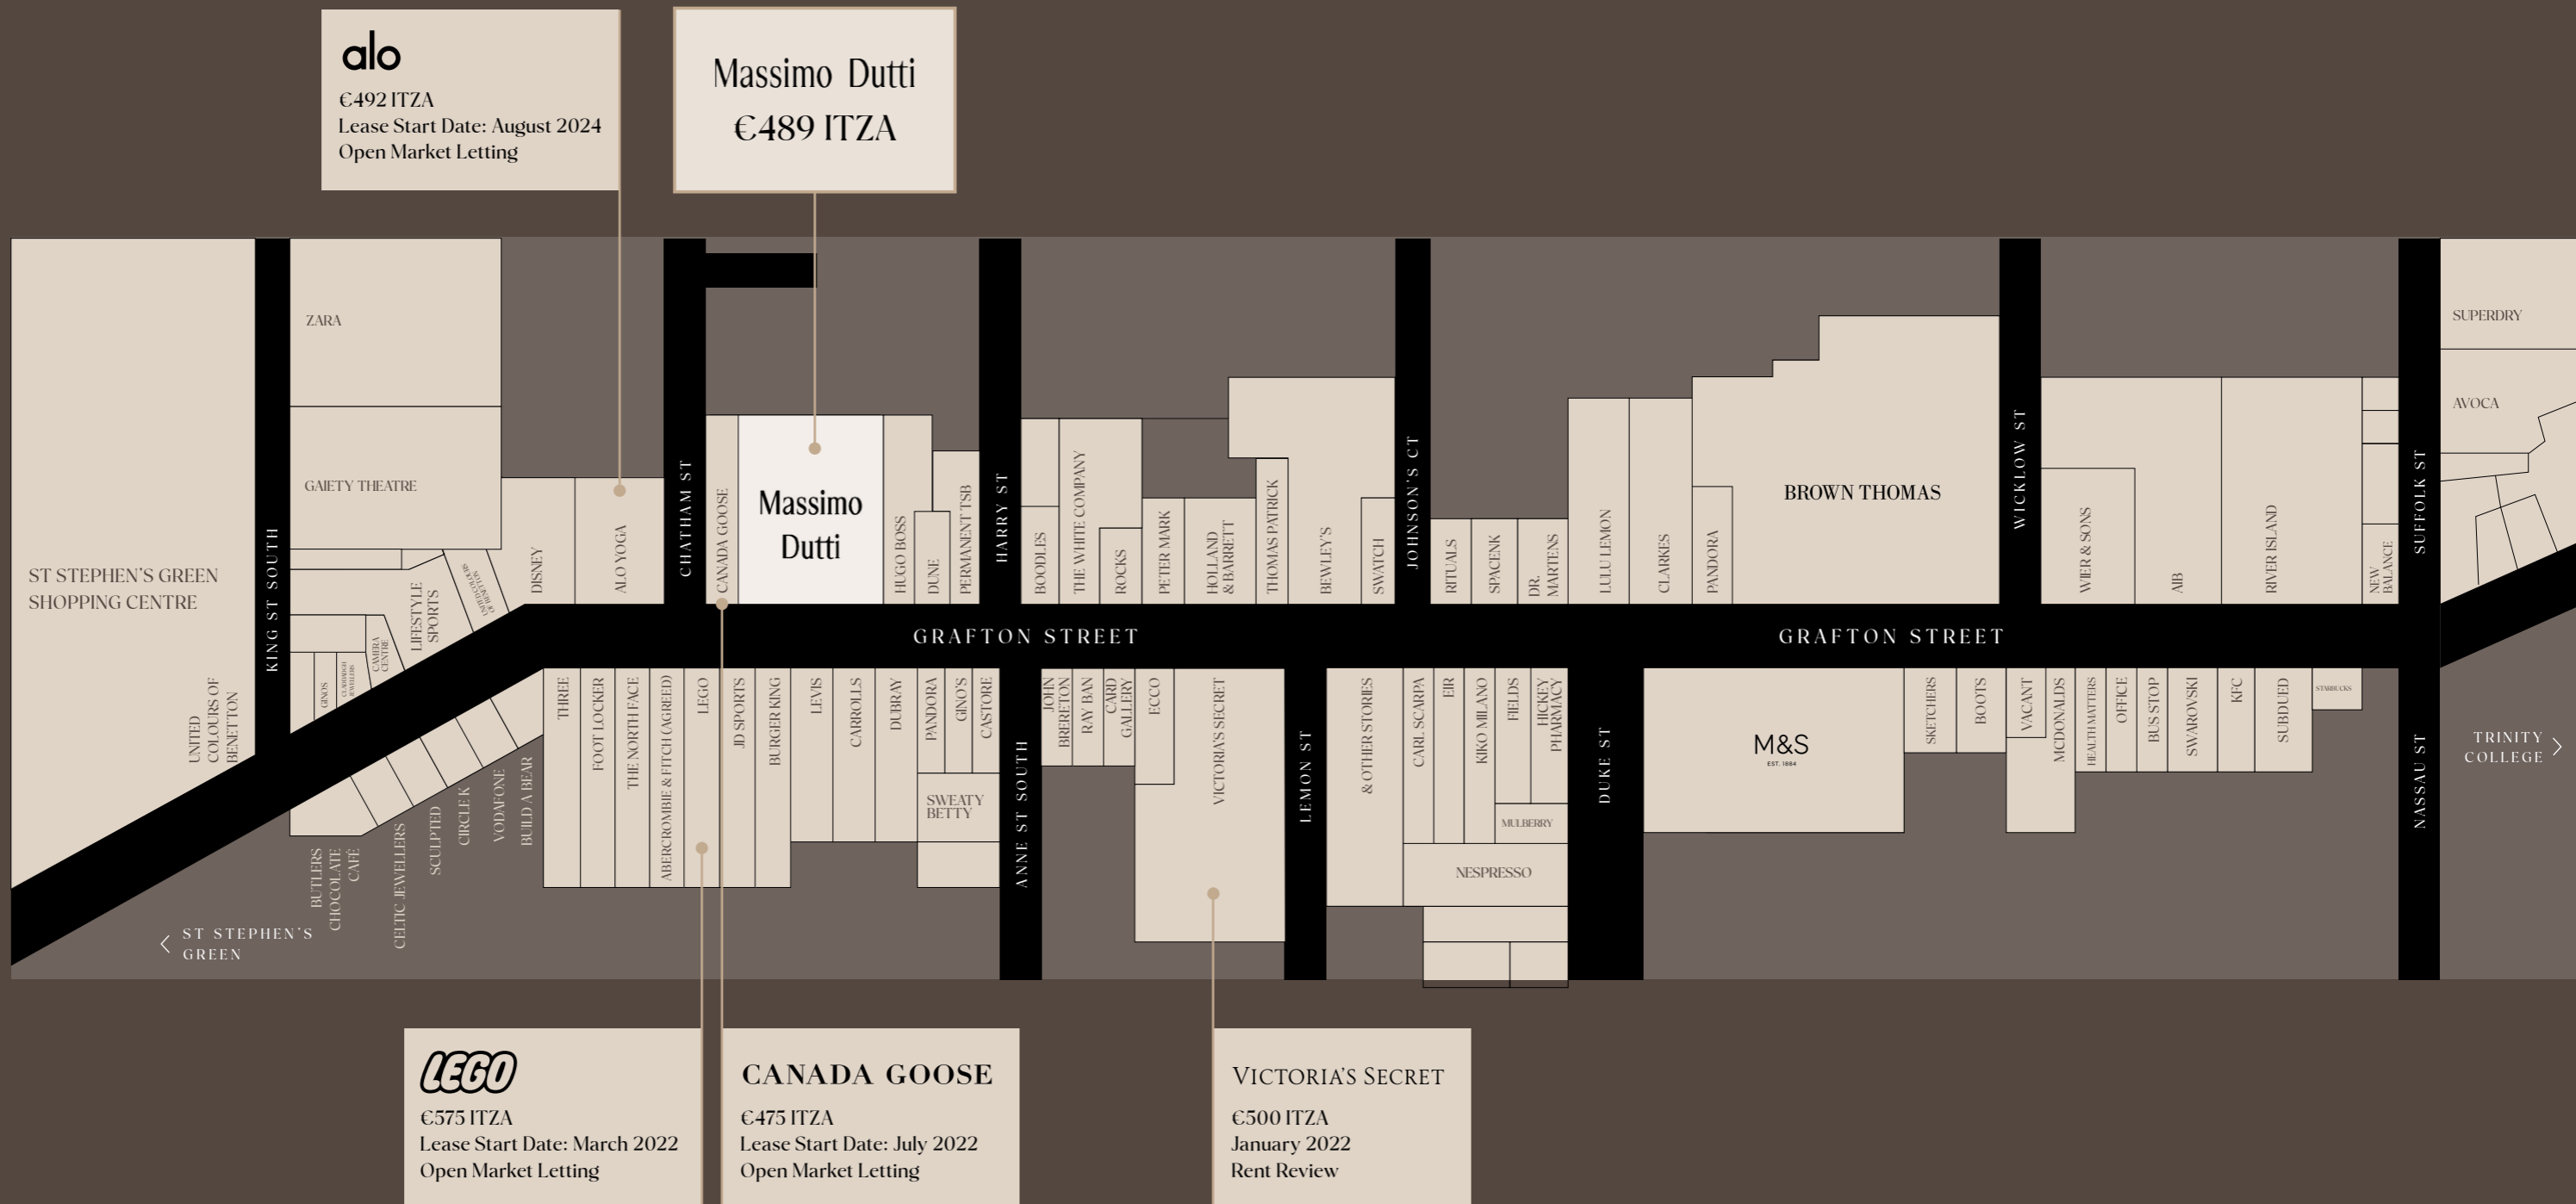 alo
€492 ITZA
Lease Start Date: August 2024
Open Market Letting
Massimo Dutti
€489 ITZA
ZARA
GAIETY THEATRE
ST STEPHEN'S GREEN
SHOPPING CENTRE
UNITED
COLOURS OF
BENETTON
KING ST SOUTH
GINOS
CLADDAGH
JEWELLERS
CAMERA
CENTRE
LIFESTYLE
SPORTS
UNITED COLOURS
OF BENETTON
DISNEY
ALO YOGA
CHATHAM ST
CANADA GOOSE
Massimo
Dutti
HUGO BOSS
DUNE
PERMANENT TSB
HARRY ST
BOODLES
THE WHITE COMPANY
ROCKS
PETER MARK
HOLLAND
& BARRETT
THOMAS PATRICK
BEWLEY'S
SWATCH
JOHNSON'S CT
RITUALS
SPACENK
DR.
MARTENS
LULU LEMON
CLARKES
PANDORA
BROWN THOMAS
WICKLOW ST
WIER & SONS
AIB
RIVER ISLAND
NEW
BALANCE
SUFFOLK ST
SUPERDRY
AVOCA
GRAFTON STREET
GRAFTON STREET
BUTLERS
CHOCOLATE
CAFÉ
CELTIC JEWELLERS
SCULPTED
CIRCLE K
VODAFONE
BUILD A BEAR
THREE
FOOT LOCKER
THE NORTH FACE
ABERCROMBIE & FITCH (AGREED)
LEGO
JD SPORTS
BURGER KING
LEVIS
CARROLLS
DUBRAY
PANDORA
GINO'S
CASTORE
SWEATY
BETTY
ANNE ST SOUTH
JOHN
BRERETON
RAY BAN
CARD
GALLERY
ECCO
VICTORIA'S SECRET
LEMON ST
& OTHER STORIES
CARL SCARPA
EIR
KIKO MILANO
FIELDS
HICKEY
PHARMACY
MULBERRY
NESPRESSO
DUKE ST
M&S
EST. 1884
SKETCHERS
BOOTS
VACANT
MCDONALDS
HEALTH MATTERS
OFFICE
BUS STOP
SWAROVSKI
KFC
SUBDUED
STARBUCKS
NASSAU ST
TRINITY
COLLEGE
ST STEPHEN'S
GREEN
LEGO
€575 ITZA
Lease Start Date: March 2022
Open Market Letting
CANADA GOOSE
€475 ITZA
Lease Start Date: July 2022
Open Market Letting
VICTORIA'S SECRET
€500 ITZA
January 2022
Rent Review